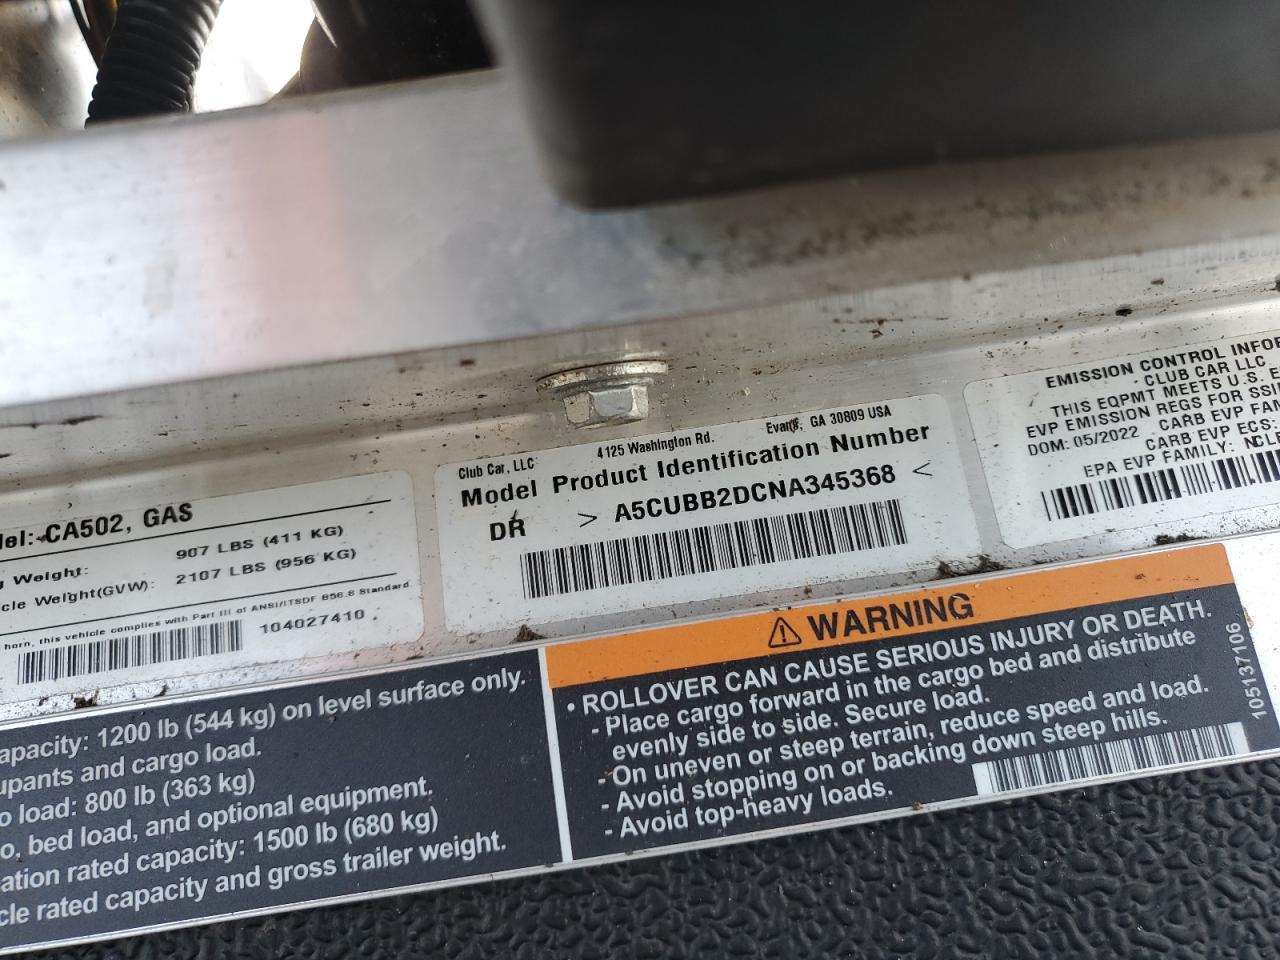 del: CA502, GAS
g Weight: 907 LBS (411 KG)
cle Weight(GVW): 2107 LBS (956 KG)
horn, this vehicle complies with Part III of ANSI/ITSDF B56.8 Standard.
104027410
Club Car, LLC 4125 Washington Rd. Evans, GA 30809 USA
Model Product Identification Number
DR > A5CUBB2DCNA345368 <
EMISSION CONTROL INFOR
CLUB CAR LLC
THIS EQPMT MEETS U.S. E
EVP EMISSION REGS FOR SSI
DOM: 05/2022 CARB EVP FAM
CARB EVP ECS:
EPA EVP FAMILY: NCLE
apacity: 1200 lb (544 kg) on level surface only.
upants and cargo load.
o load: 800 lb (363 kg)
o, bed load, and optional equipment.
ation rated capacity: 1500 lb (680 kg)
cle rated capacity and gross trailer weight.
WARNING
• ROLLOVER CAN CAUSE SERIOUS INJURY OR DEATH.
- Place cargo forward in the cargo bed and distribute
evenly side to side. Secure load.
- On uneven or steep terrain, reduce speed and load.
- Avoid stopping on or backing down steep hills.
- Avoid top-heavy loads.
105137106